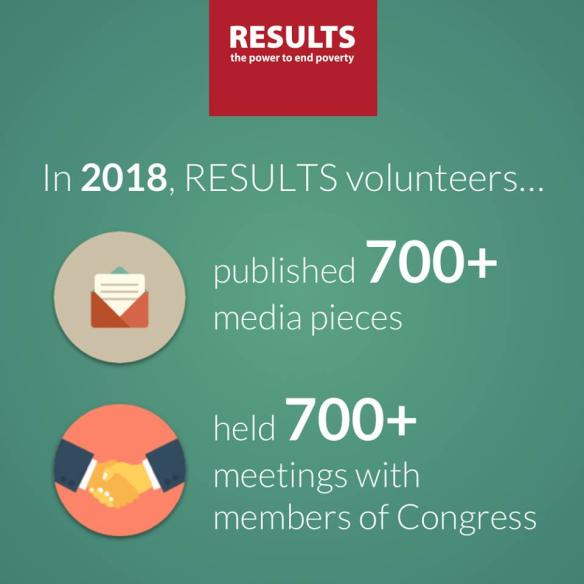 RESULTS
the power to end poverty
In 2018, RESULTS volunteers...
published 700+
media pieces
held 700+
meetings with
members of Congress